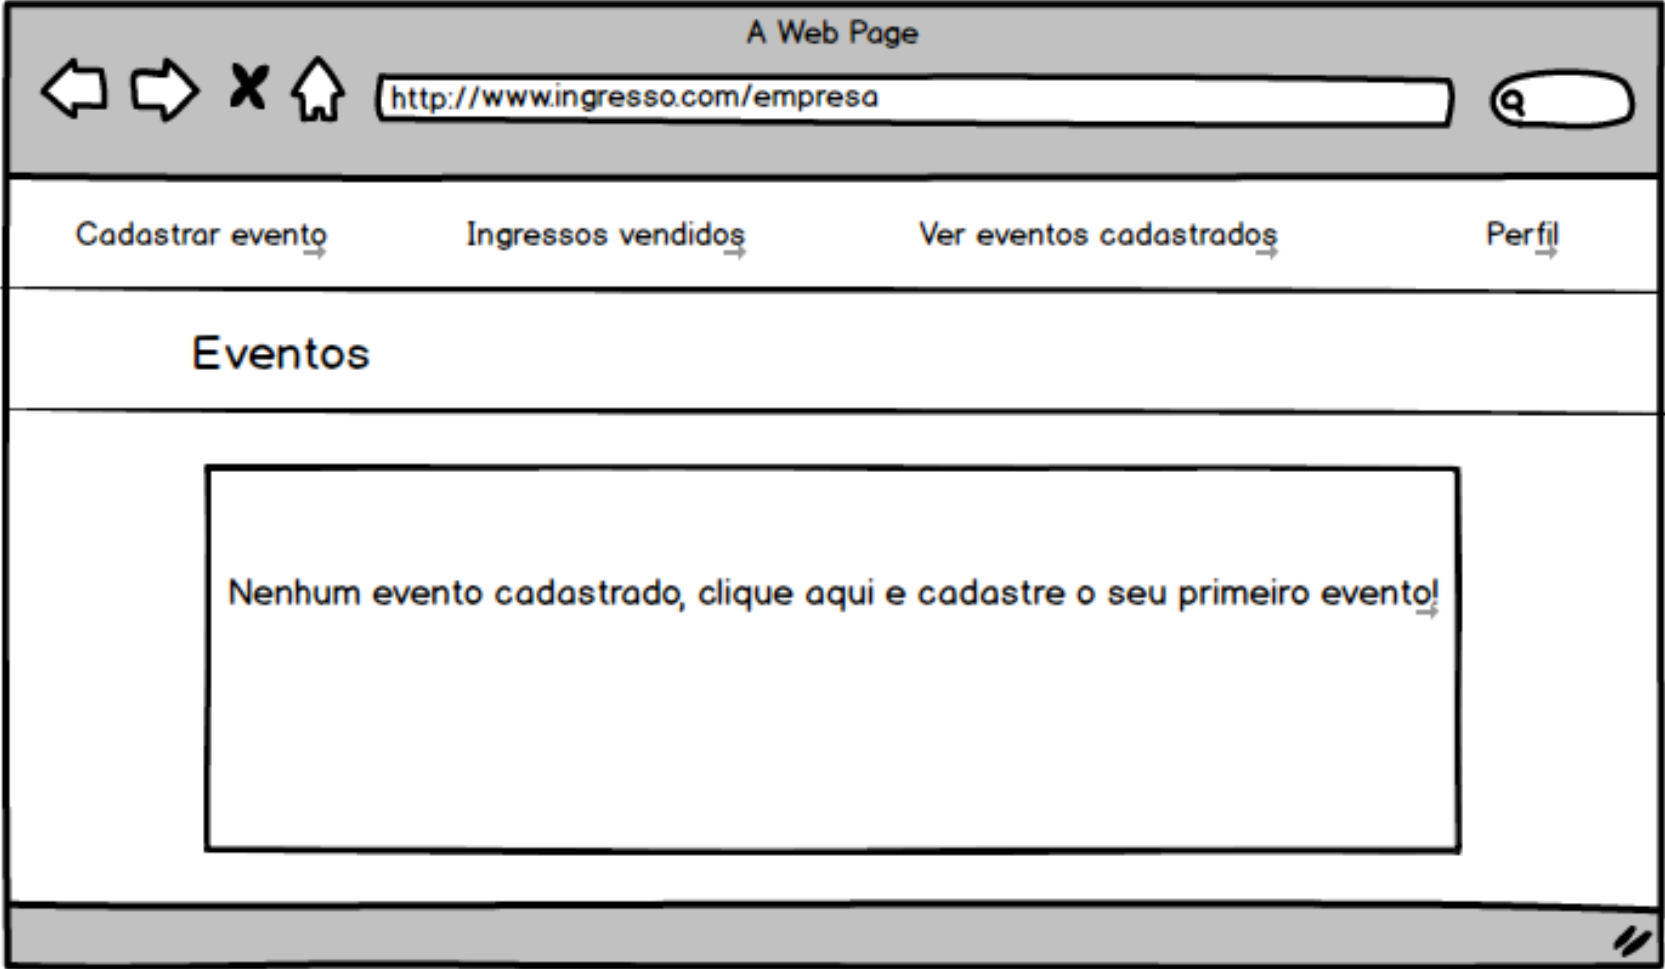 A Web Page
http://www.ingresso.com/empresa
Cadastrar evento Ingressos vendidos Ver eventos cadastrados Perfil
Eventos
Nenhum evento cadastrado, clique aqui e cadastre o seu primeiro evento!